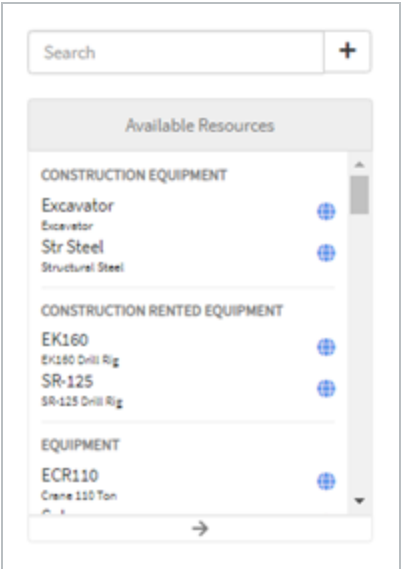 Search
Available Resources
CONSTRUCTION EQUIPMENT
Excavator
Excavator
Str Steel
Structural Steel
CONSTRUCTION RENTED EQUIPMENT
EK160
EK160 Drill Rig
SR-125
SR-125 Drill Rig
EQUIPMENT
ECR110
Crane 110 Ton